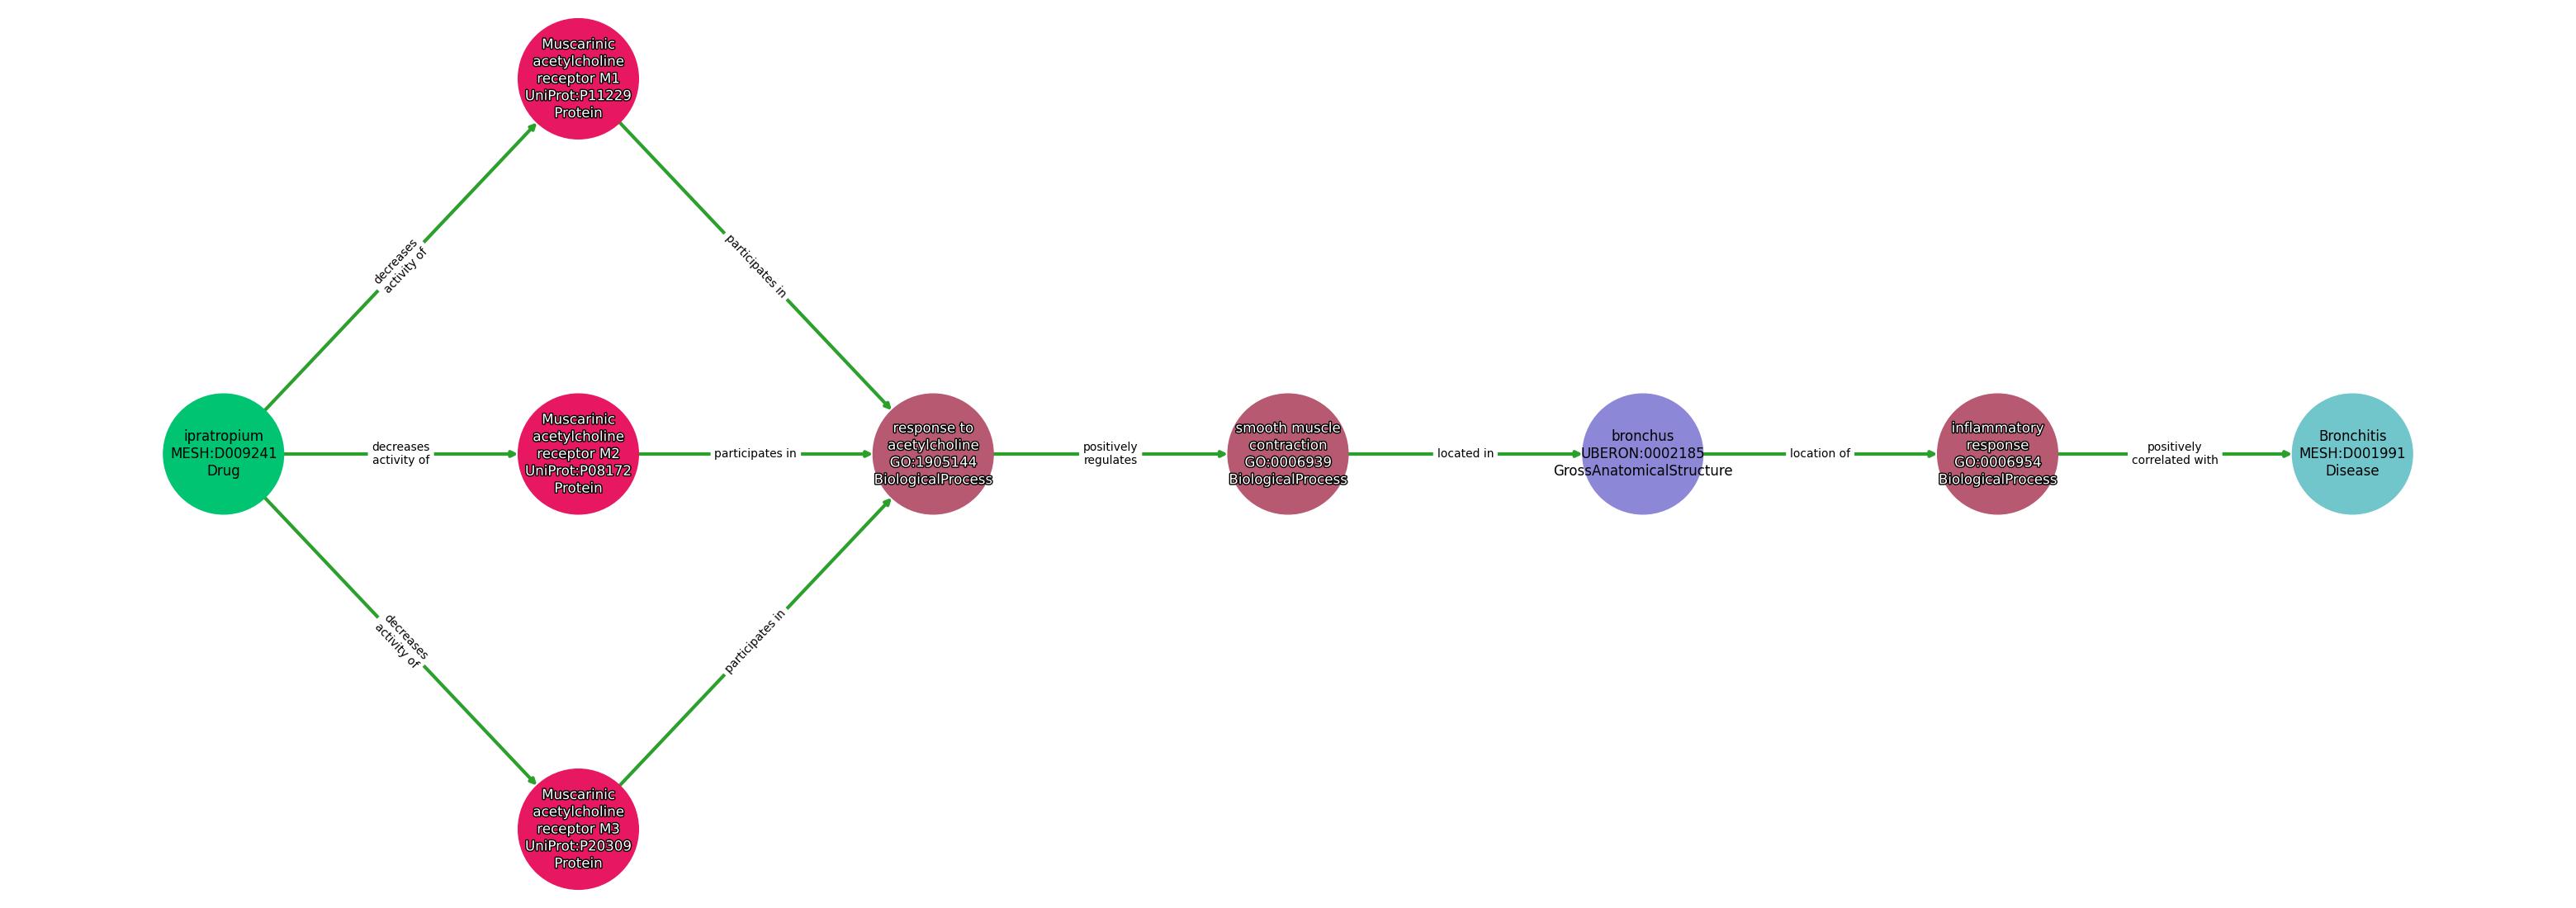 Muscarinic
acetylcholine
receptor M1
UniProt:P11229
Protein
decreases
activity of
participates in
ipratropium
MESH:D009241
Drug
decreases
activity of
Muscarinic
acetylcholine
receptor M2
UniProt:P08172
Protein
participates in
response to
acetylcholine
GO:1905144
BiologicalProcess
positively
regulates
smooth muscle
contraction
GO:0006939
BiologicalProcess
located in
bronchus
UBERON:0002185
GrossAnatomicalStructure
location of
inflammatory
response
GO:0006954
BiologicalProcess
positively
correlated with
Bronchitis
MESH:D001991
Disease
decreases
activity of
participates in
Muscarinic
acetylcholine
receptor M3
UniProt:P20309
Protein